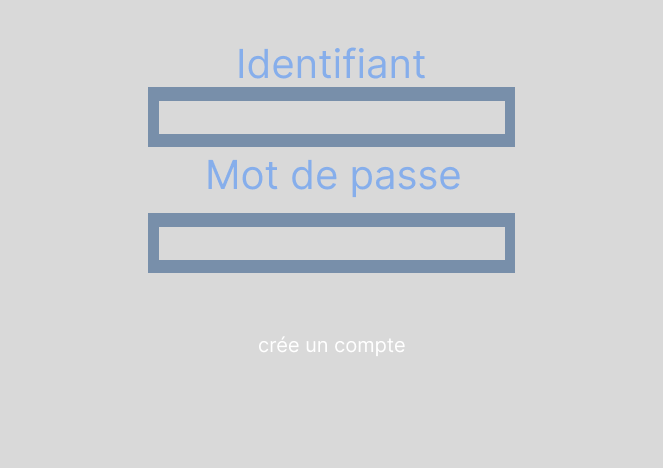 Identifiant
Mot de passe
crée un compte